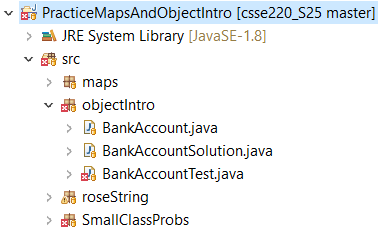 PracticeMapsAndObjectIntro [csse220_S25 master]
JRE System Library [JavaSE-1.8]
src
maps
objectIntro
BankAccount.java
BankAccountSolution.java
BankAccountTest.java
roseString
SmallClassProbs